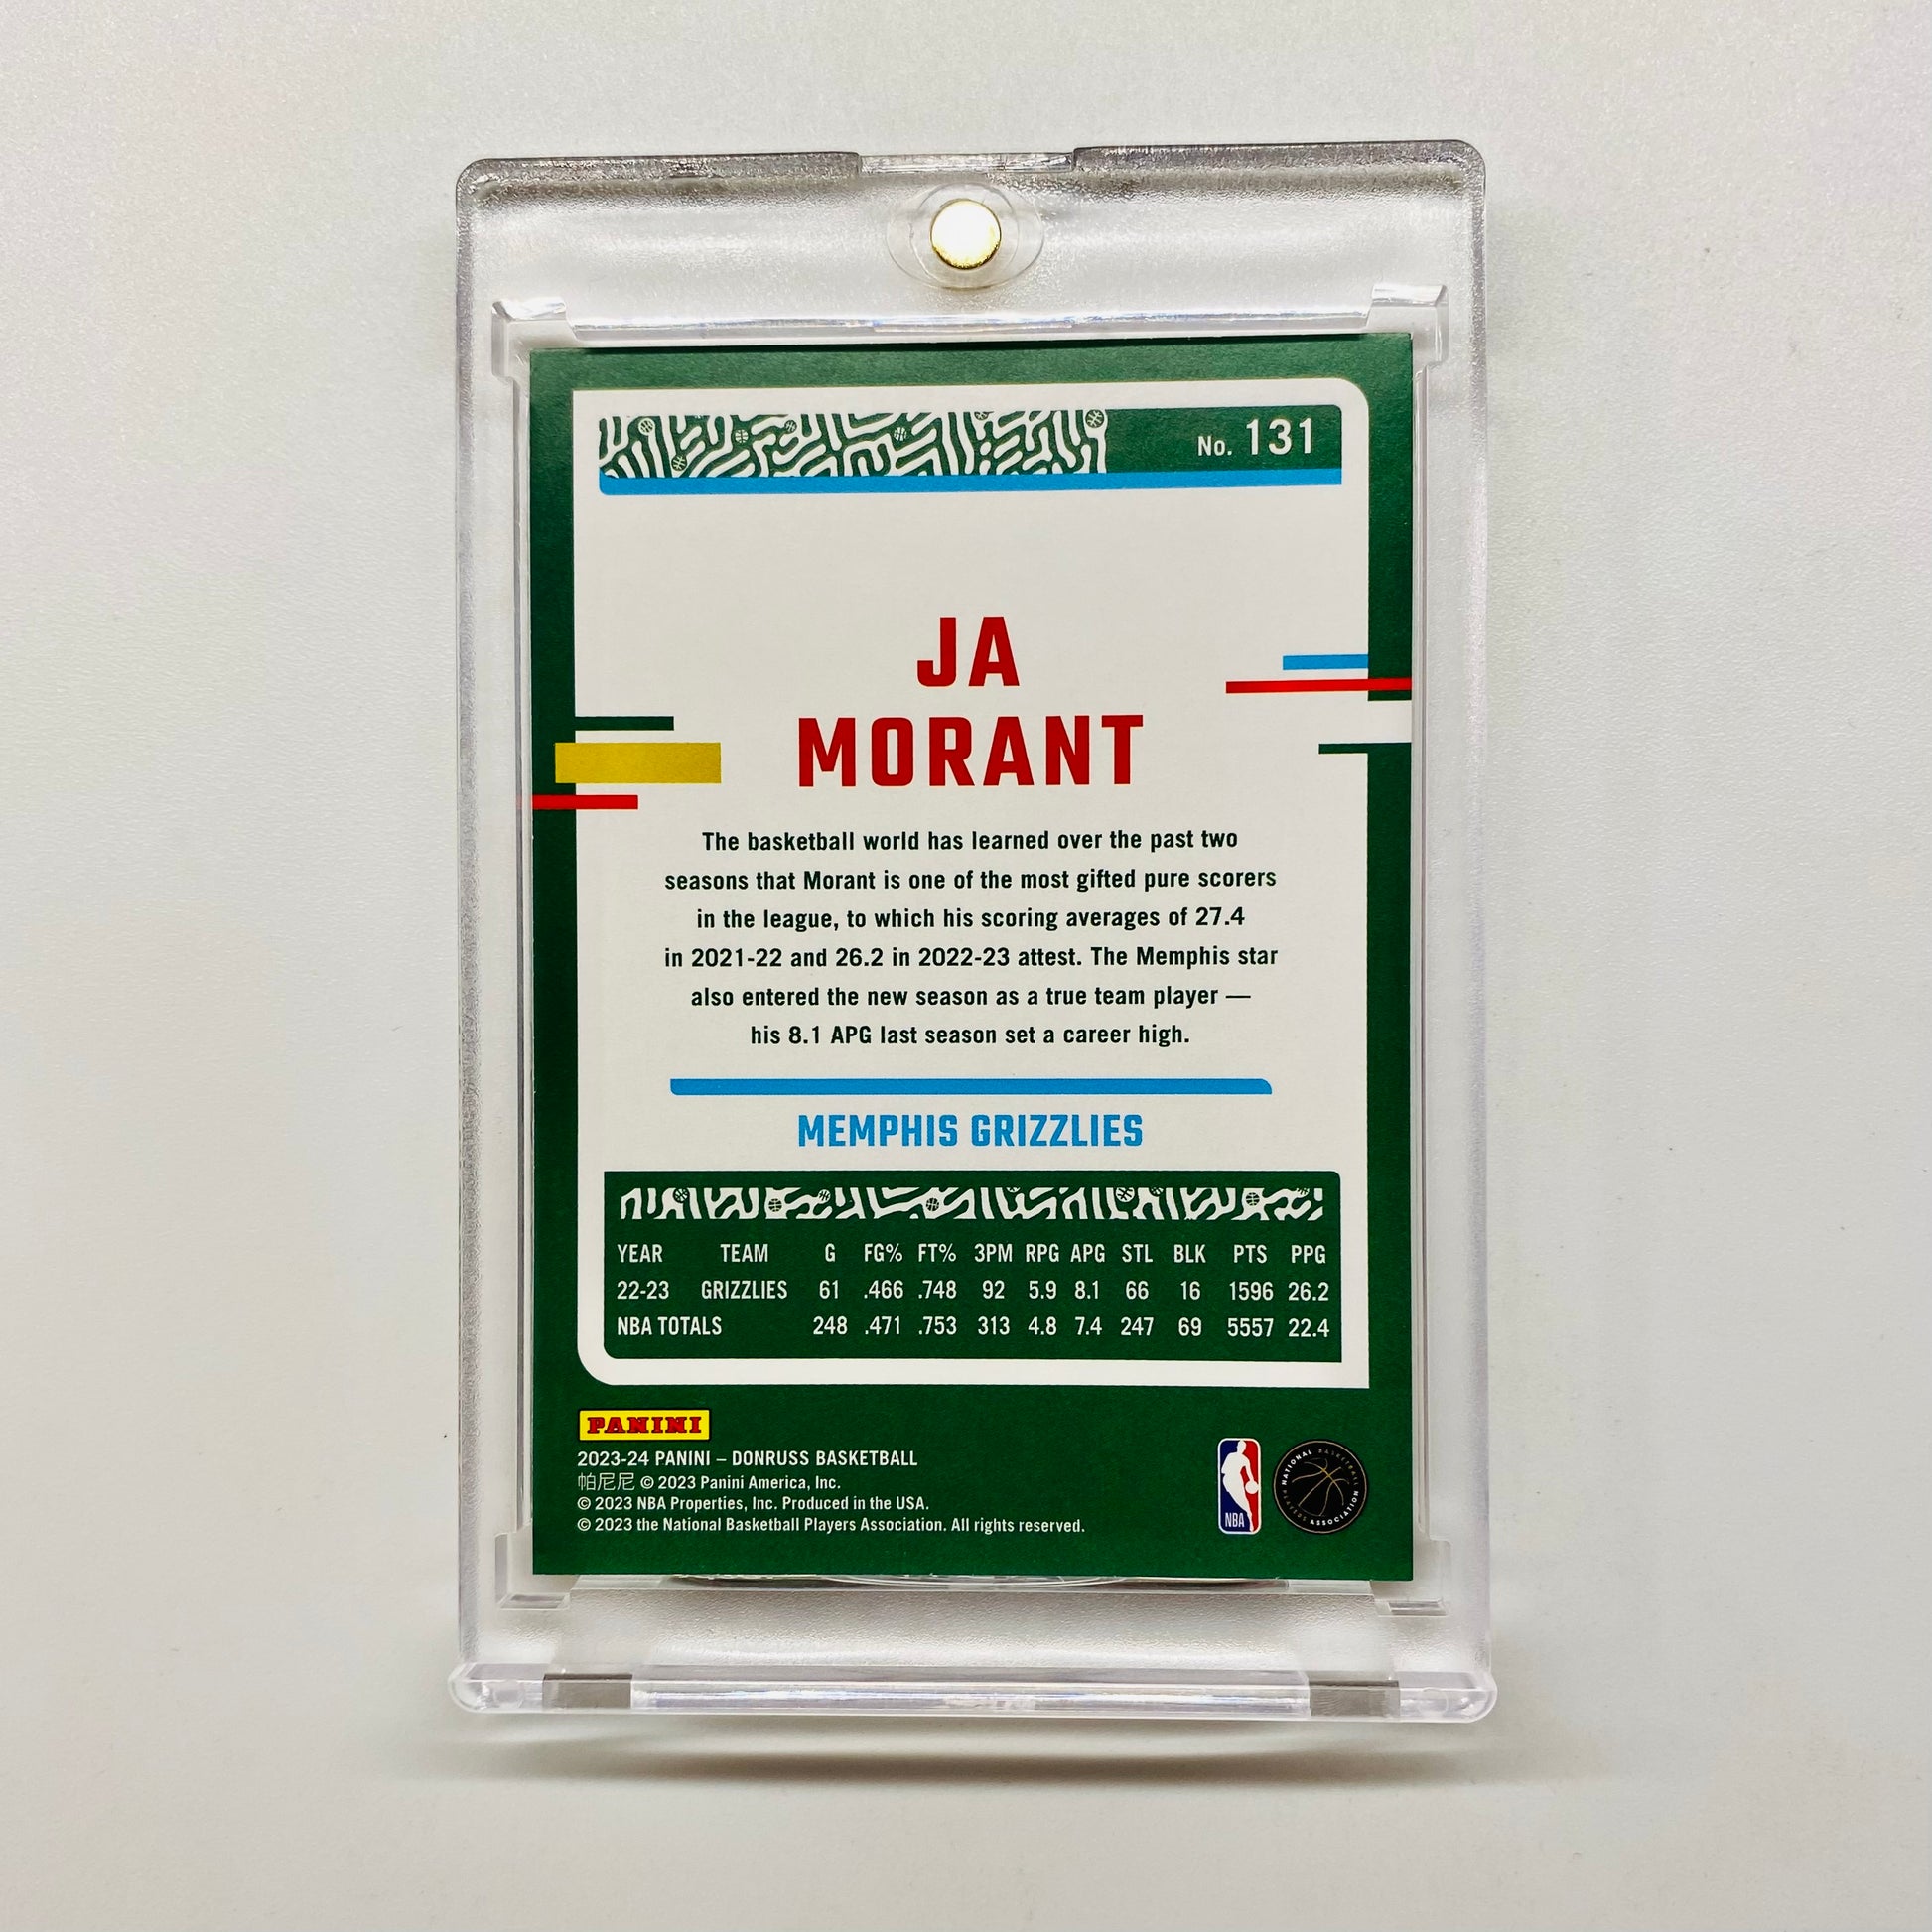 No. 131
JA
MORANT
The basketball world has learned over the past two
seasons that Morant is one of the most gifted pure scorers
in the league, to which his scoring averages of 27.4
in 2021-22 and 26.2 in 2022-23 attest. The Memphis star
also entered the new season as a true team player —
his 8.1 APG last season set a career high.
MEMPHIS GRIZZLIES
YEAR TEAM G FG% FT% 3PM RPG APG STL BLK PTS PPG
22-23 GRIZZLIES 61 .466 .748 92 5.9 8.1 66 16 1596 26.2
NBA TOTALS 248 .471 .753 313 4.8 7.4 247 69 5557 22.4
PANINI
2023-24 PANINI – DONRUSS BASKETBALL
帕尼尼 © 2023 Panini America, Inc.
© 2023 NBA Properties, Inc. Produced in the USA.
© 2023 the National Basketball Players Association. All rights reserved.
NBA
NATIONAL BASKETBALL PLAYERS ASSOCIATION